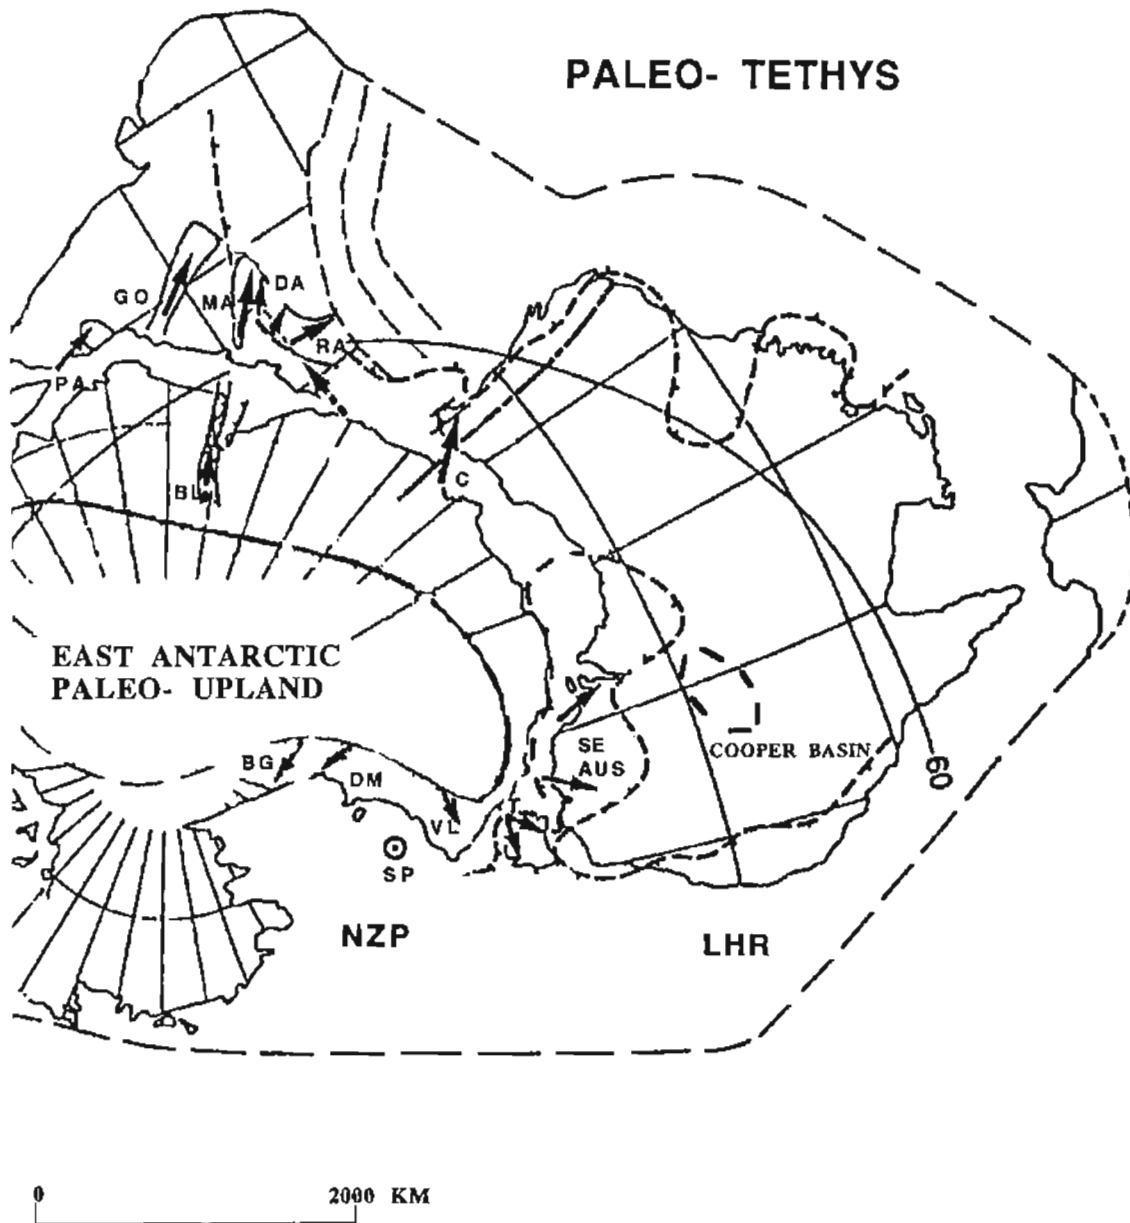 PALEO- TETHYS
GO
MA
DA
RA
PA
BL
C
EAST ANTARCTIC
PALEO- UPLAND
BG
DM
VL
SP
SE
AUS
COOPER BASIN
60
NZP
LHR
0
2000 KM